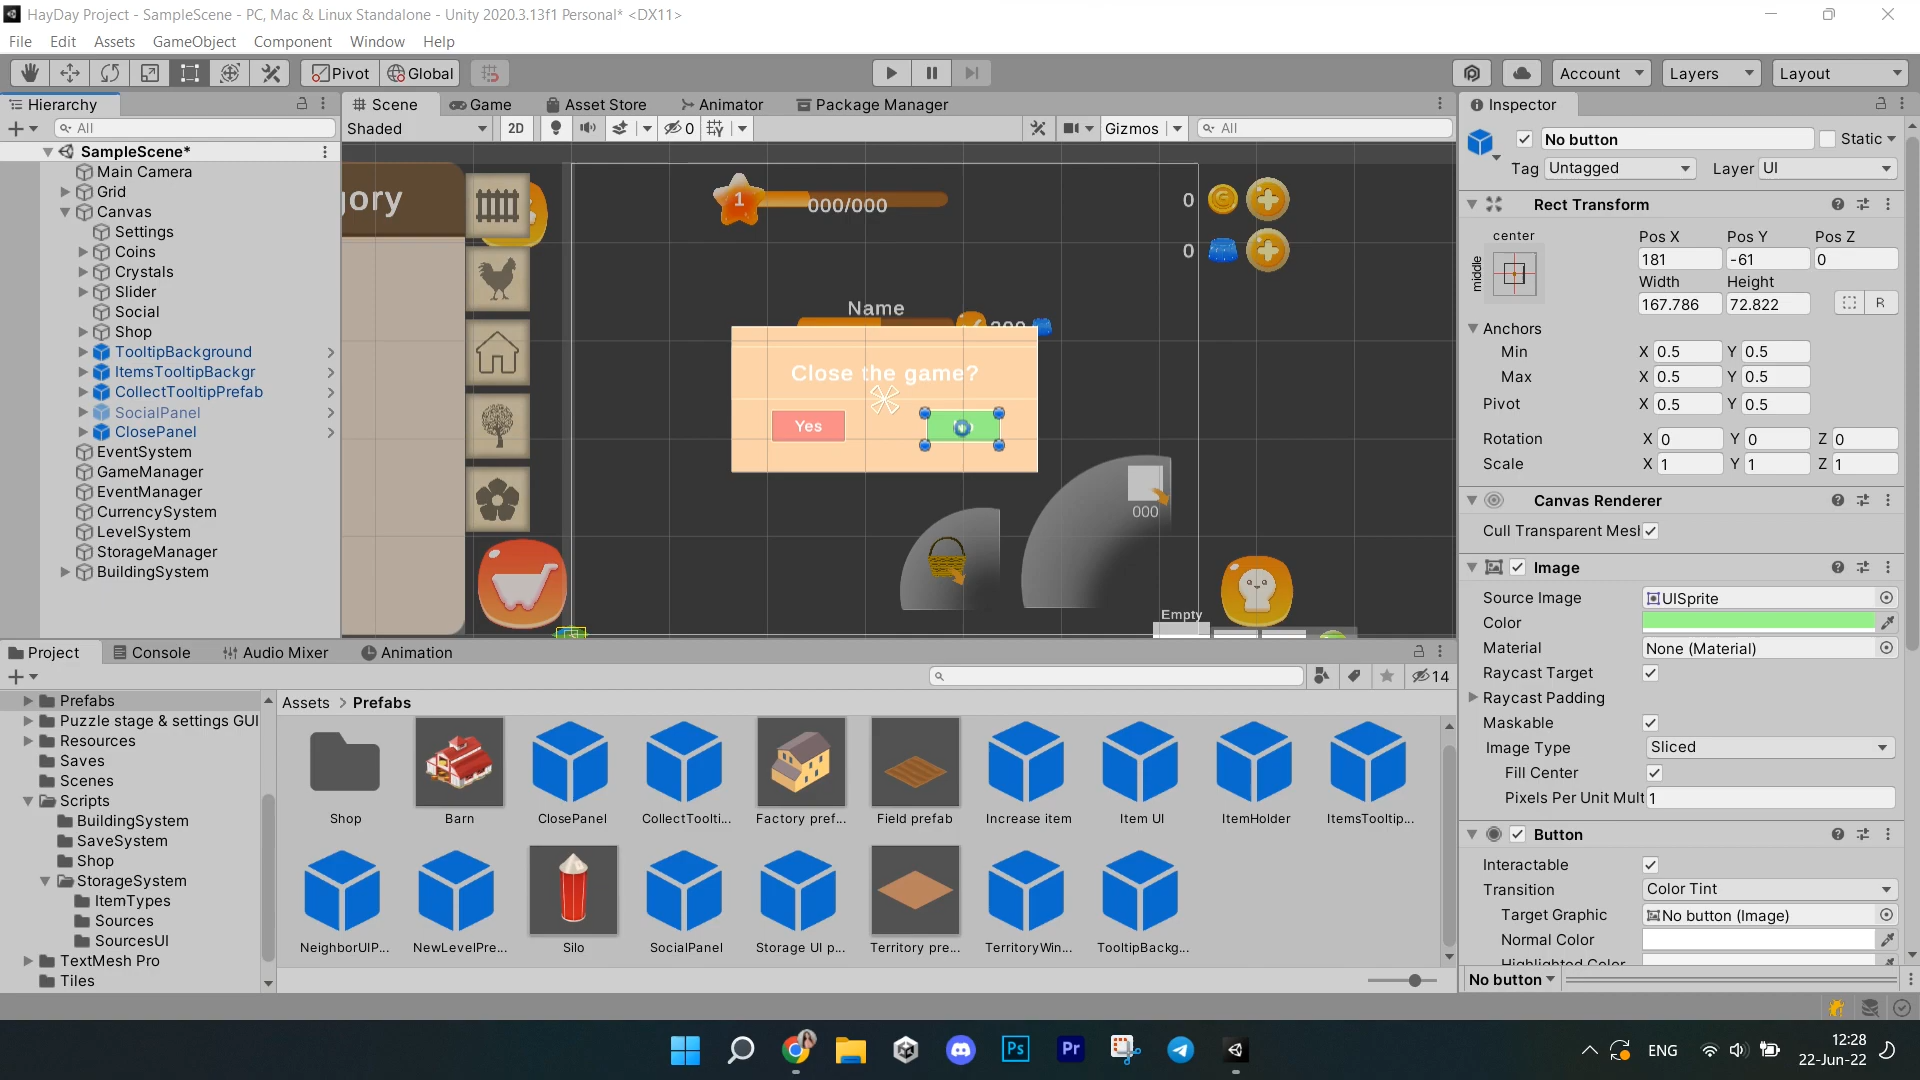 HayDay Project - SampleScene - PC, Mac & Linux Standalone - Unity 2020.3.13f1 Personal* <DX11>
File Edit Assets GameObject Component Window Help
Pivot Global Account Layers Layout
Hierarchy
All
SampleScene*
Main Camera
Grid
Canvas
Settings
Coins
Crystals
Slider
Social
Shop
TooltipBackground
ItemsTooltipBackgr
CollectTooltipPrefab
SocialPanel
ClosePanel
EventSystem
GameManager
EventManager
CurrencySystem
LevelSystem
StorageManager
BuildingSystem
Scene Game Asset Store Animator Package Manager
Shaded 2D 0 Gizmos All
gory
1
000/000
0
0
Name
200
Close the game?
Yes
000
Empty
Inspector
No button Static
Tag Untagged Layer UI
Rect Transform
center
middle
Pos X Pos Y Pos Z
181 -61 0
Width Height
167.786 72.822 R
Anchors
Min X 0.5 Y 0.5
Max X 0.5 Y 0.5
Pivot X 0.5 Y 0.5
Rotation X 0 Y 0 Z 0
Scale X 1 Y 1 Z 1
Canvas Renderer
Cull Transparent Mesl
Image
Source Image UISprite
Color
Material None (Material)
Raycast Target
Raycast Padding
Maskable
Image Type Sliced
Fill Center
Pixels Per Unit Mult 1
Button
Interactable
Transition Color Tint
Target Graphic No button (Image)
Normal Color
Highlighted Color
No button
Project Console Audio Mixer Animation
14
Prefabs
Puzzle stage & settings GUI
Resources
Saves
Scenes
Scripts
BuildingSystem
SaveSystem
Shop
StorageSystem
ItemTypes
Sources
SourcesUI
TextMesh Pro
Tiles
Assets > Prefabs
Shop Barn ClosePanel CollectToolti... Factory pref... Field prefab Increase item Item UI ItemHolder ItemsTooltip...
NeighborUIP... NewLevelPre... Silo SocialPanel Storage UI p... Territory pre... TerritoryWin... TooltipBackg...
Ps Pr ENG 12:28
22-Jun-22